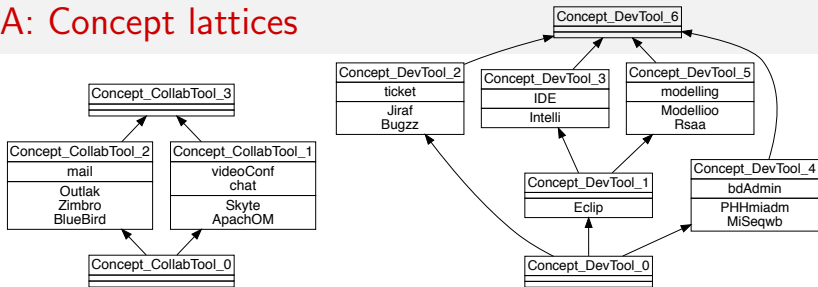 A: Concept lattices
Concept_CollabTool_3
Concept_CollabTool_2
mail
Outlak
Zimbro
BlueBird
Concept_CollabTool_1
videoConf
chat
Skyte
ApachOM
Concept_CollabTool_0
Concept_DevTool_6
Concept_DevTool_2
ticket
Jiraf
Bugzz
Concept_DevTool_3
IDE
Intelli
Concept_DevTool_5
modelling
Modellioo
Rsaa
Concept_DevTool_1
Eclip
Concept_DevTool_4
bdAdmin
PHHmiadm
MiSeqwb
Concept_DevTool_0